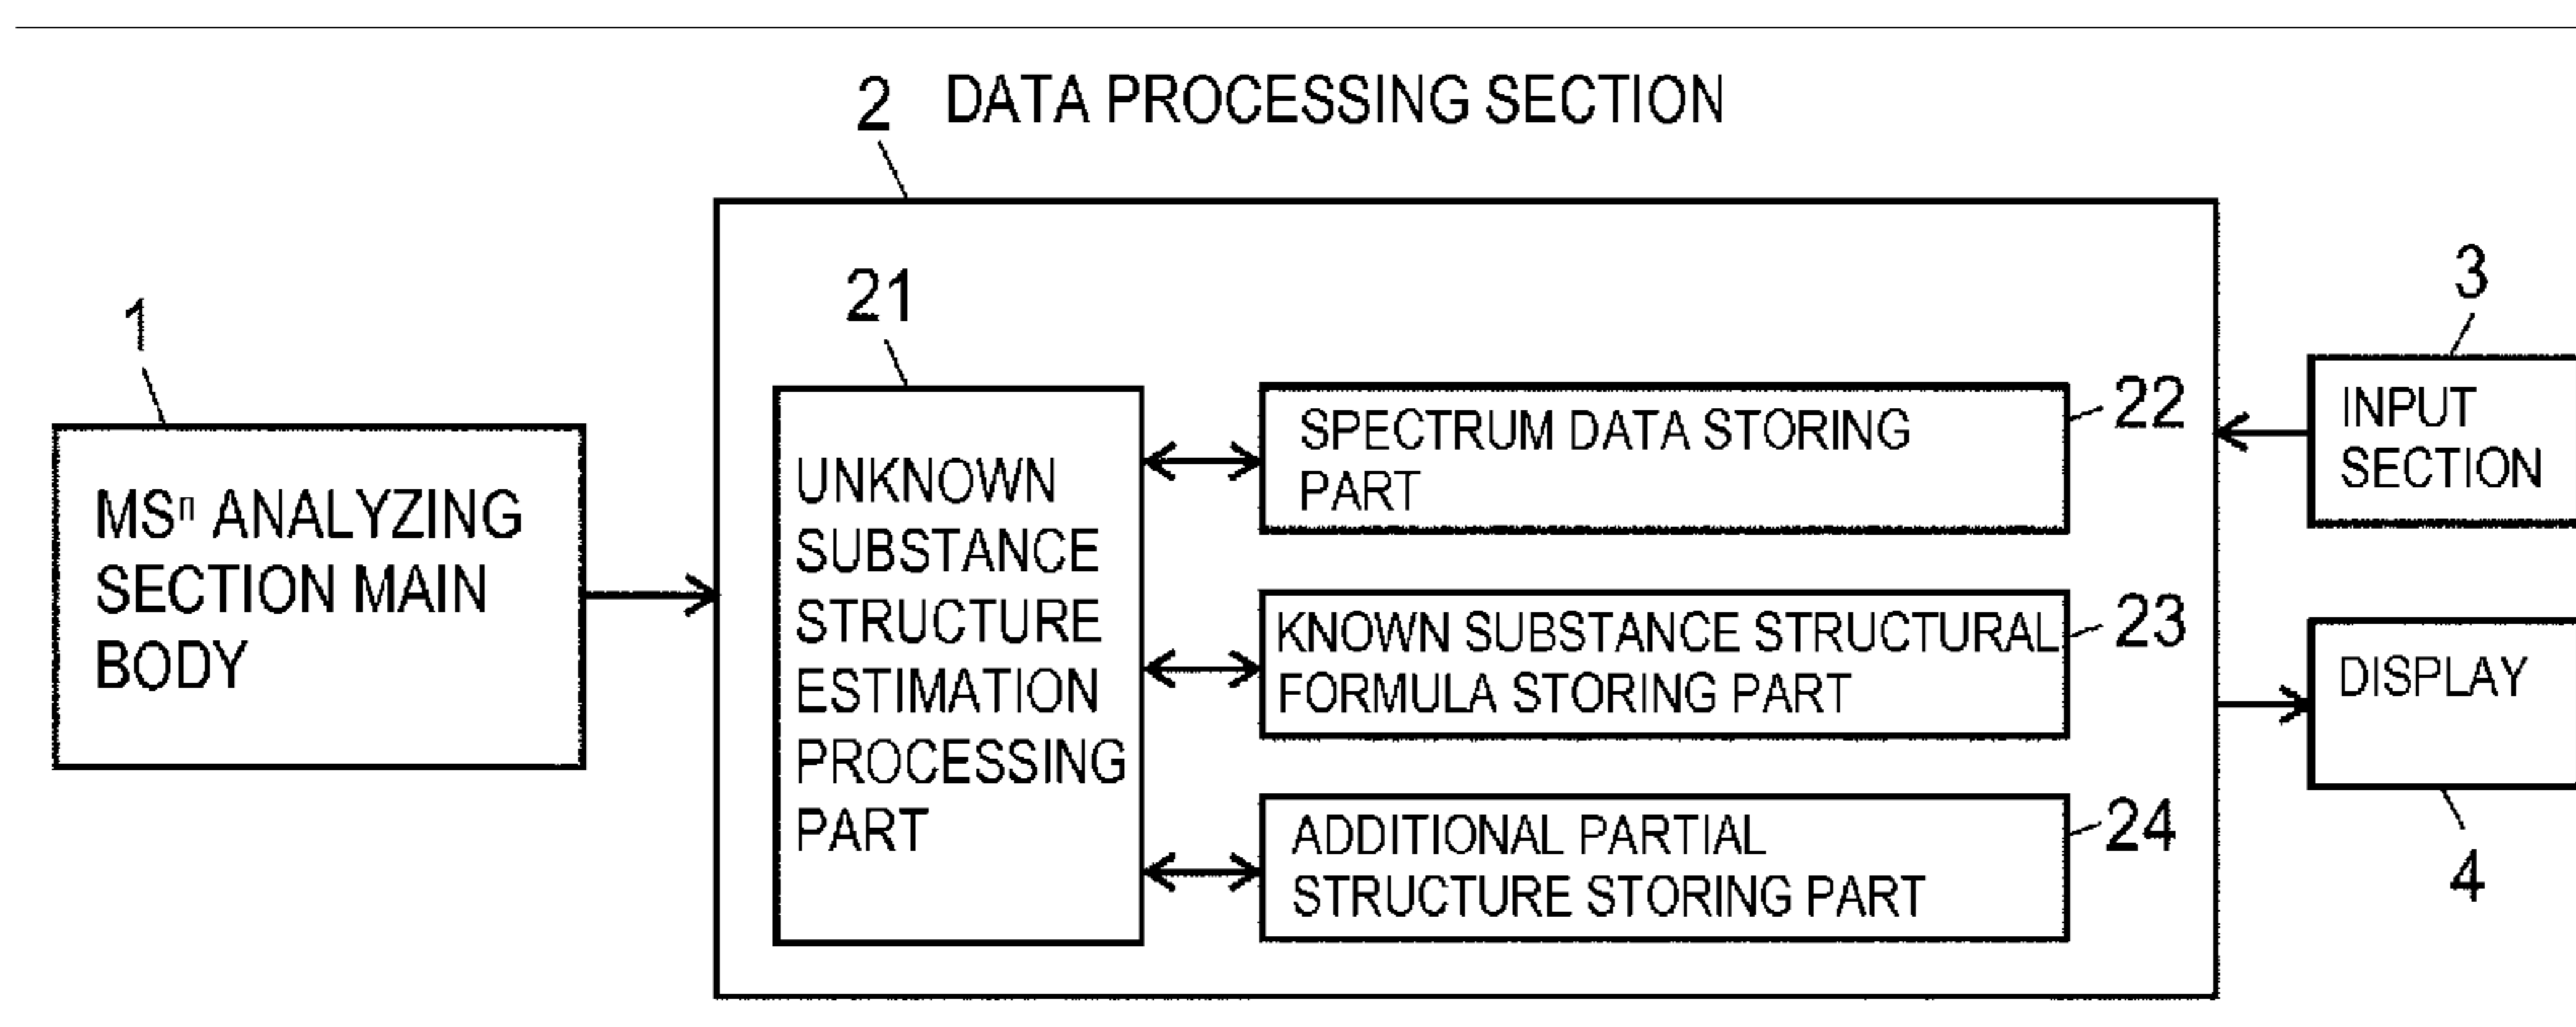 2 DATA PROCESSING SECTION
1
MSⁿ ANALYZING
SECTION MAIN
BODY
21
UNKNOWN
SUBSTANCE
STRUCTURE
ESTIMATION
PROCESSING
PART
SPECTRUM DATA STORING
PART
22
KNOWN SUBSTANCE STRUCTURAL
FORMULA STORING PART
23
ADDITIONAL PARTIAL
STRUCTURE STORING PART
24
3
INPUT
SECTION
DISPLAY
4